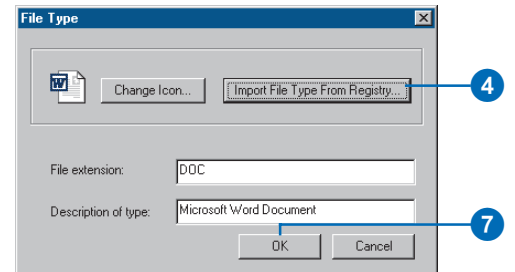 File Type
Change Icon...
Import File Type From Registry...
4
File extension:
DOC
Description of type:
Microsoft Word Document
7
OK
Cancel